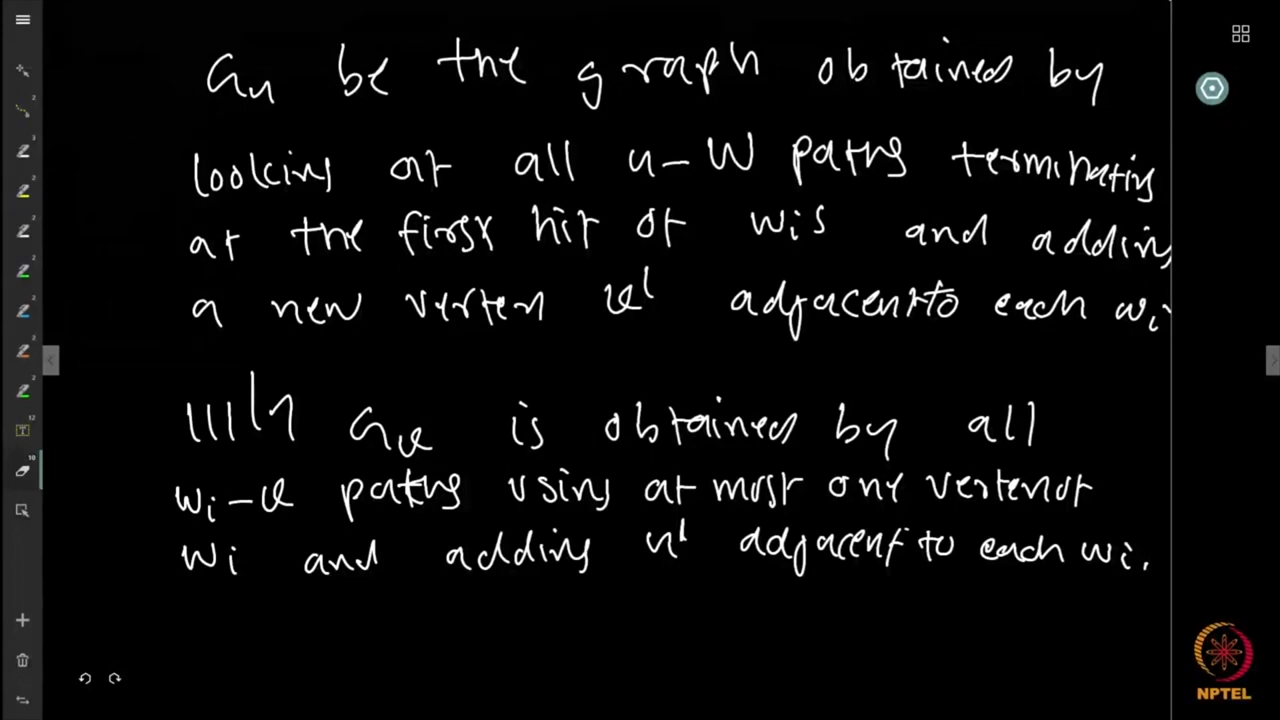 Gu be the graph obtained by
looking at all u-W paths terminating
at the first hit of wis and adding
a new vertex v' adjacent to each wi
lllly Gv is obtained by all
wi-v paths using at most one vertex of
wi and adding u' adjacent to each wi.
NPTEL